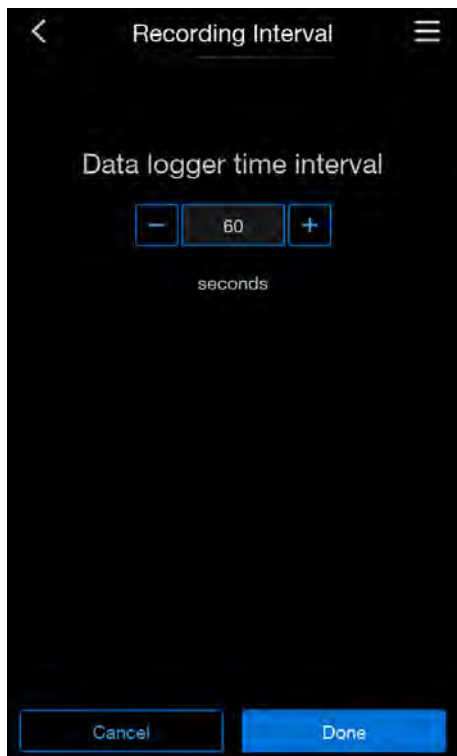 Recording Interval
Data logger time interval
− 60 +
seconds
Cancel Done